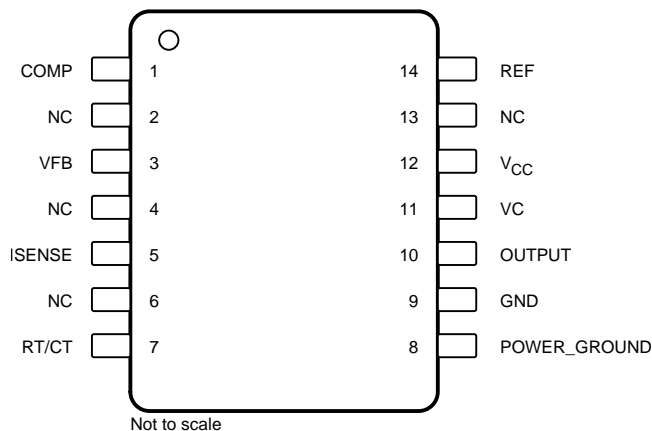 COMP 1 14 REF
NC 2 13 NC
VFB 3 12 VCC
NC 4 11 VC
ISENSE 5 10 OUTPUT
NC 6 9 GND
RT/CT 7 8 POWER_GROUND
Not to scale